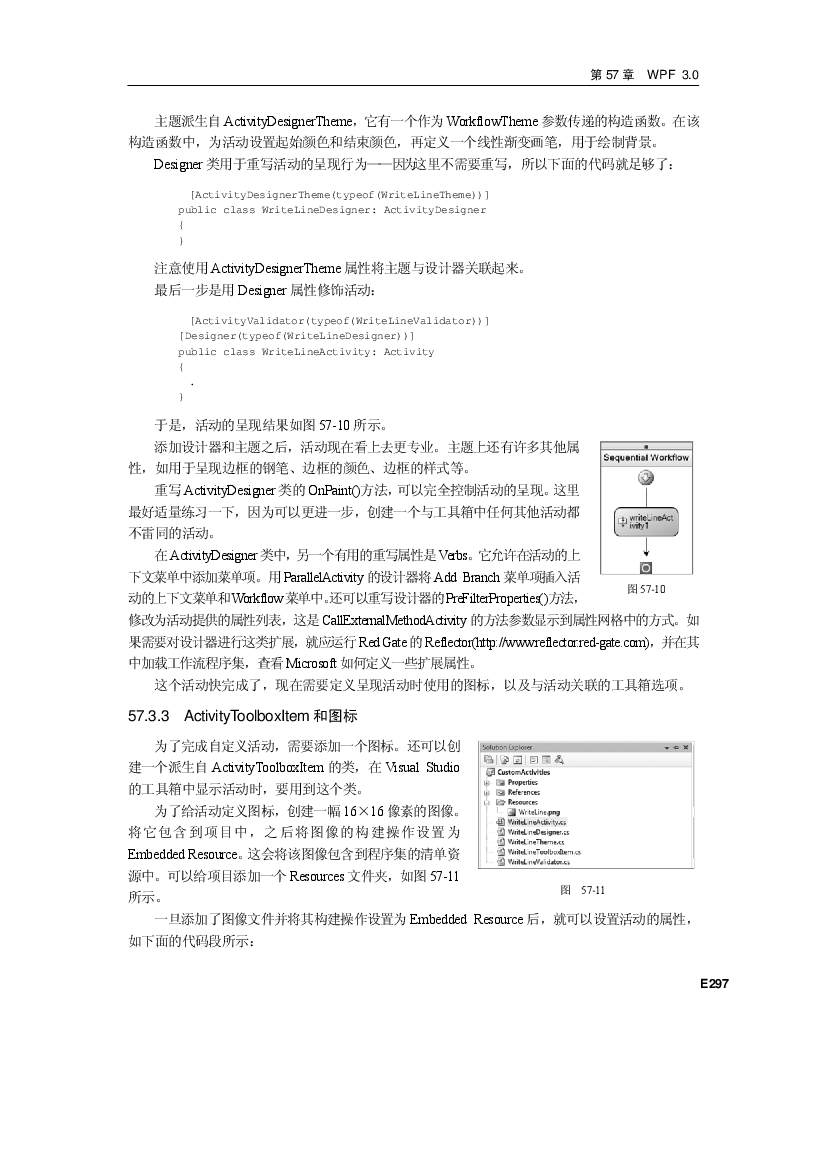 第 57 章 WPF 3.0
主题派生自 ActivityDesignerTheme，它有一个作为 WorkflowTheme 参数传递的构造函数。在该
构造函数中，为活动设置起始颜色和结束颜色，再定义一个线性渐变画笔，用于绘制背景。
Designer 类用于重写活动的呈现行为——因为这里不需要重写，所以下面的代码就足够了：
[ActivityDesignerTheme(typeof(WriteLineTheme))]
public class WriteLineDesigner: ActivityDesigner
{
}
注意使用 ActivityDesignerTheme 属性将主题与设计器关联起来。
最后一步是用 Designer 属性修饰活动：
[ActivityValidator(typeof(WriteLineValidator))]
[Designer(typeof(WriteLineDesigner))]
public class WriteLineActivity: Activity
{
.
}
于是，活动的呈现结果如图 57-10 所示。
添加设计器和主题之后，活动现在看上去更专业。主题上还有许多其他属
性，如用于呈现边框的钢笔、边框的颜色、边框的样式等。
重写 ActivityDesigner 类的 OnPaint()方法，可以完全控制活动的呈现。这里
最好适量练习一下，因为可以更进一步，创建一个与工具箱中任何其他活动都
不雷同的活动。
在 ActivityDesigner 类中，另一个有用的重写属性是 Verbs。它允许在活动的上
下文菜单中添加菜单项。用 ParallelActivity 的设计器将 Add Branch 菜单项插入活
动的上下文菜单和 Workflow 菜单中。还可以重写设计器的 PreFilterProperties()方法，
修改为活动提供的属性列表，这是 CallExternalMethodActivity 的方法参数显示到属性网格中的方式。如
果需要对设计器进行这类扩展，就应运行 Red Gate 的 Reflector(http://www.reflector.red-gate.com)，并在其
中加载工作流程序集，查看 Microsoft 如何定义一些扩展属性。
这个活动快完成了，现在需要定义呈现活动时使用的图标，以及与活动关联的工具箱选项。
Sequential Workflow
writeLineAct
ivity1
图 57-10
57.3.3 ActivityToolboxItem 和图标
为了完成自定义活动，需要添加一个图标。还可以创
建一个派生自 ActivityToolboxItem 的类，在 Visual Studio
的工具箱中显示活动时，要用到这个类。
为了给活动定义图标，创建一幅 16×16 像素的图像。
将它包含到项目中，之后将图像的构建操作设置为
Embedded Resource。这会将该图像包含到程序集的清单资
源中。可以给项目添加一个 Resources 文件夹，如图 57-11
所示。
Solution Explorer
CustomActivities
Properties
References
Resources
WriteLine.png
WriteLineActivity.cs
WriteLineDesigner.cs
WriteLineTheme.cs
WriteLineToolboxItem.cs
WriteLineValidator.cs
图 57-11
一旦添加了图像文件并将其构建操作设置为 Embedded Resource 后，就可以设置活动的属性，
如下面的代码段所示：
E297